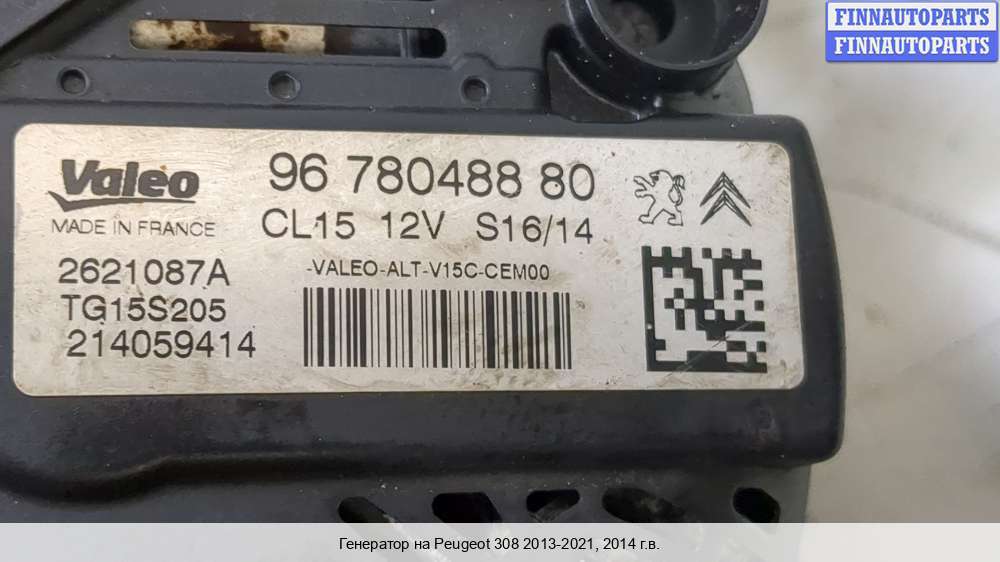 FINNAUTOPARTS
FINNAUTOPARTS
Valeo
MADE IN FRANCE
96 780488 80
CL15 12V S16/14
2621087A
TG15S205
214059414
-VALEO-ALT-V15C-CEM00
Генератор на Peugeot 308 2013-2021, 2014 г.в.